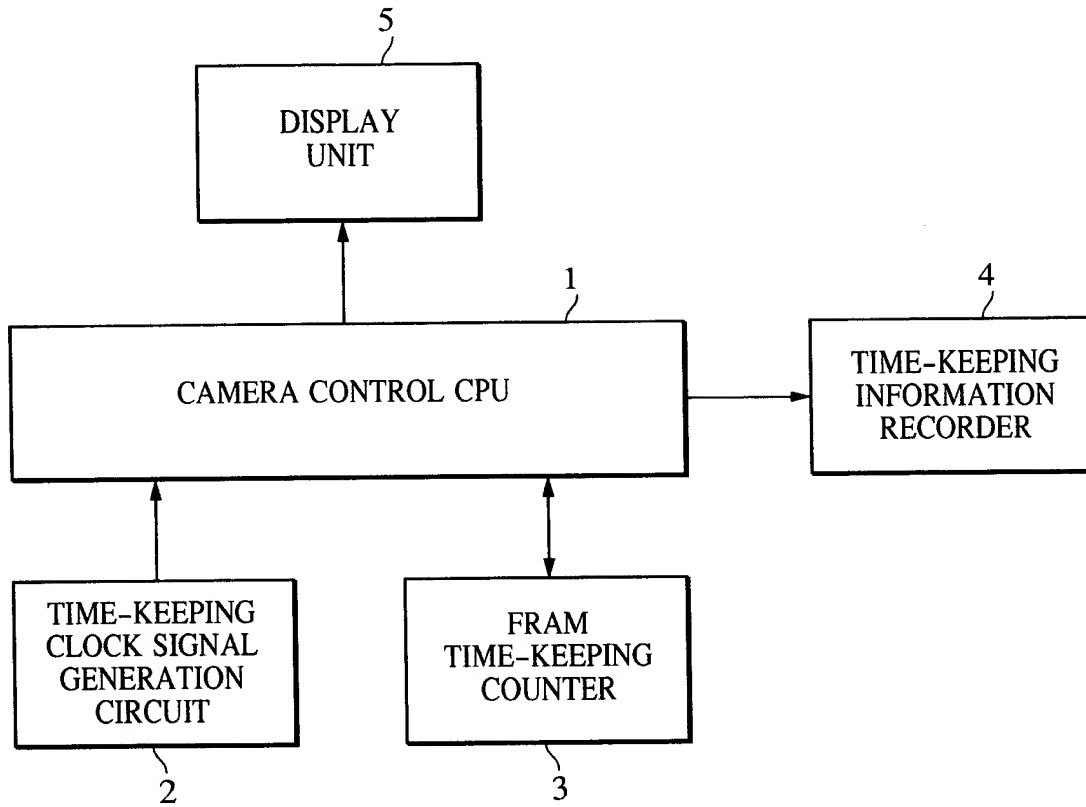 5
DISPLAY
UNIT
1
CAMERA CONTROL CPU
4
TIME-KEEPING
INFORMATION
RECORDER
TIME-KEEPING
CLOCK SIGNAL
GENERATION
CIRCUIT
2
FRAM
TIME-KEEPING
COUNTER
3